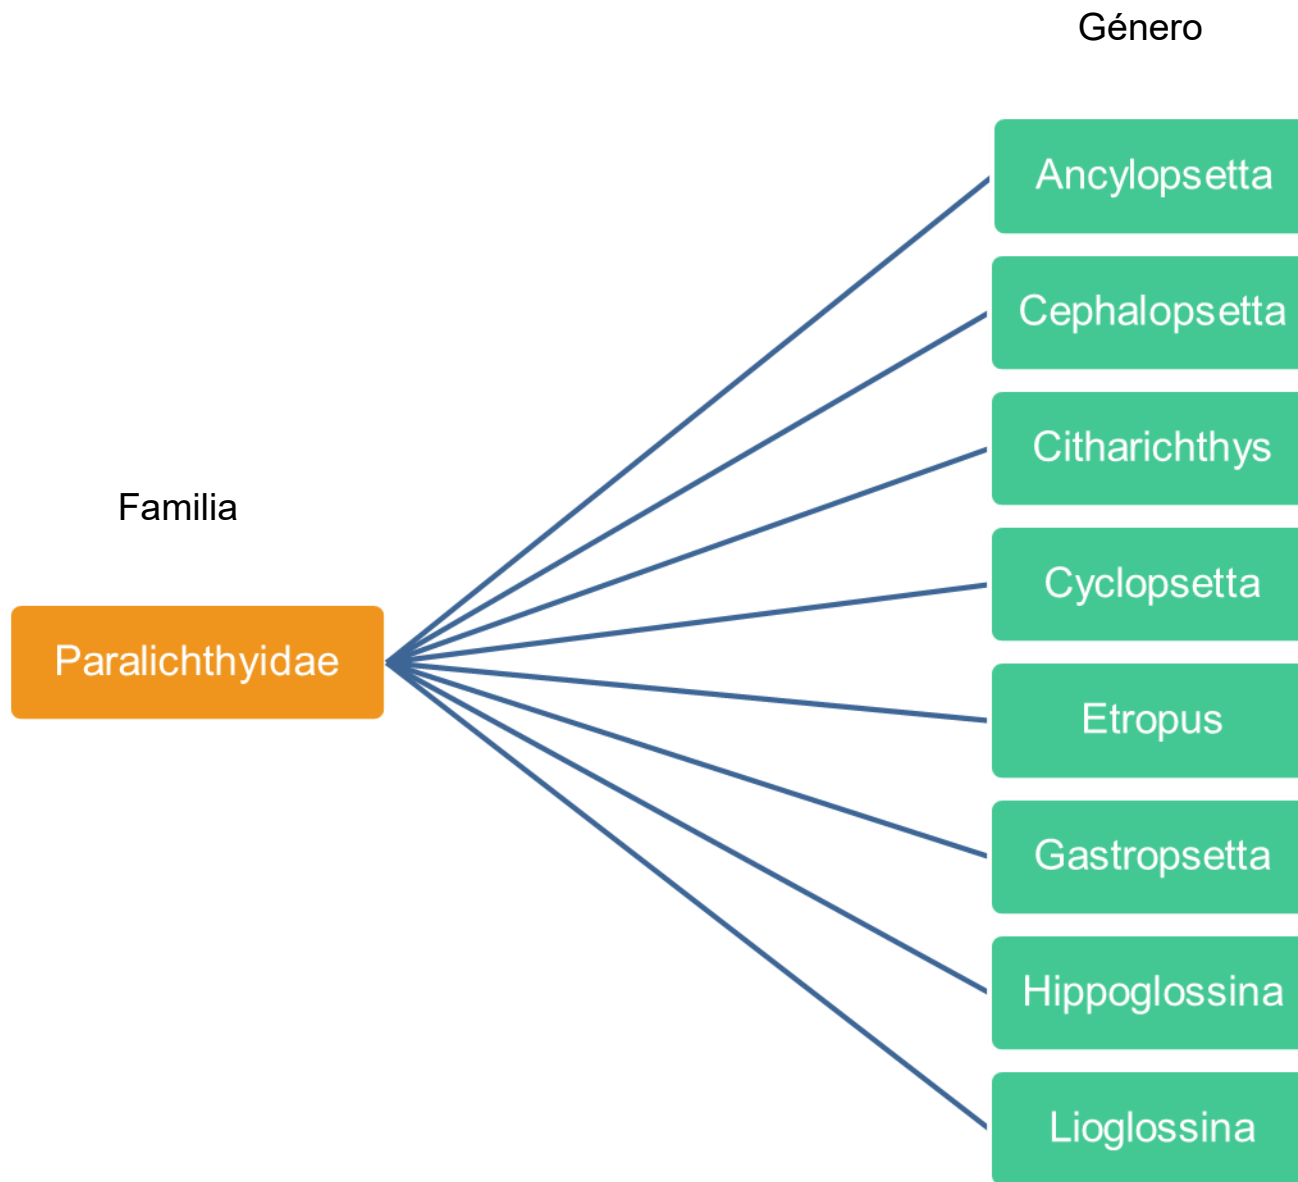 Género
Ancylopsetta
Cephalopsetta
Citharichthys
Familia
Cyclopsetta
Paralichthyidae
Etropus
Gastropsetta
Hippoglossina
Lioglossina